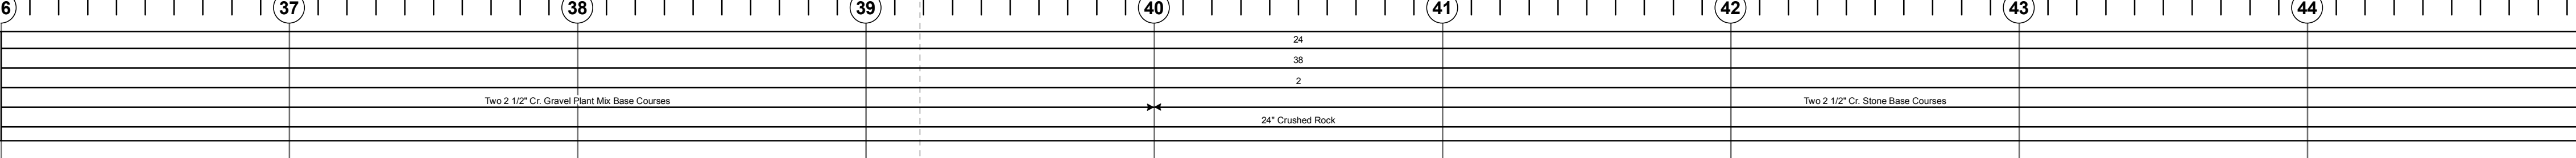 6 37 38 39 40 41 42 43 44
24
38
2
Two 2 1/2" Cr. Gravel Plant Mix Base Courses Two 2 1/2" Cr. Stone Base Courses
24" Crushed Rock